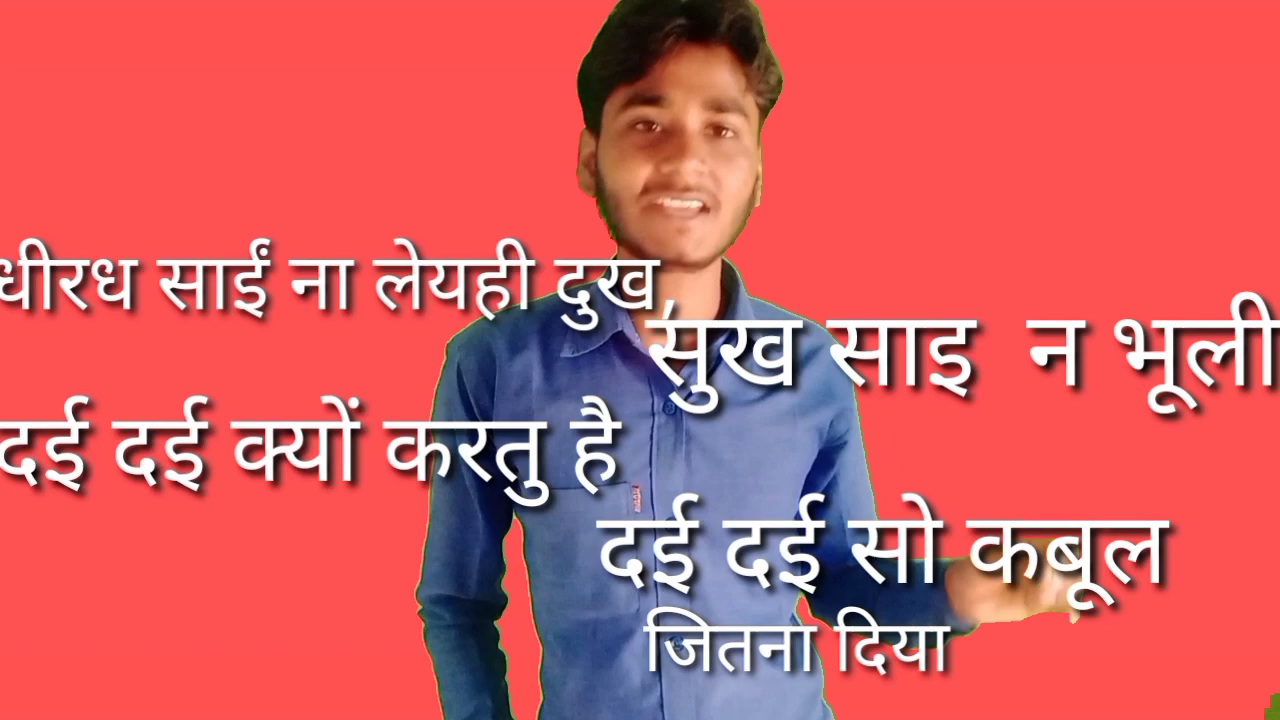 धीरध साईं ना लेयही दुख,
सुख साइ न भूली
दई दई क्यों करतु है
दई दई सो कबूल
जितना दिया